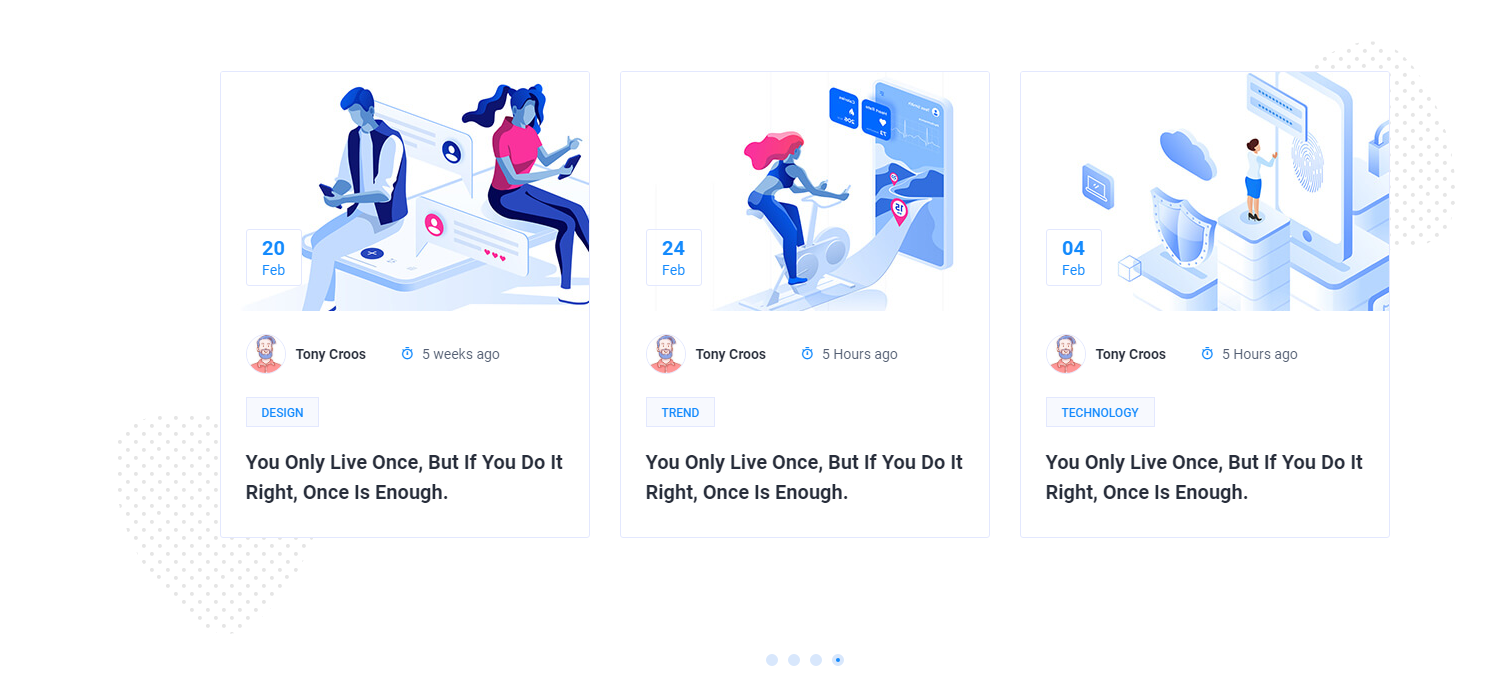 20
Feb
Tony Croos
5 weeks ago
DESIGN
You Only Live Once, But If You Do It
Right, Once Is Enough.
24
Feb
Tony Croos
5 Hours ago
TREND
You Only Live Once, But If You Do It
Right, Once Is Enough.
04
Feb
Tony Croos
5 Hours ago
TECHNOLOGY
You Only Live Once, But If You Do It
Right, Once Is Enough.